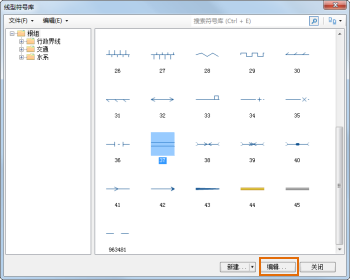 线型符号库
文件(F) 编辑(E) 搜索符号库 (Ctrl + E)
根组
行政界线
交通
水系
26 27 28 29 30
31 32 33 34 35
36 37 38 39 40
41 42 43 44 45
963481
新建... 编辑... 关闭